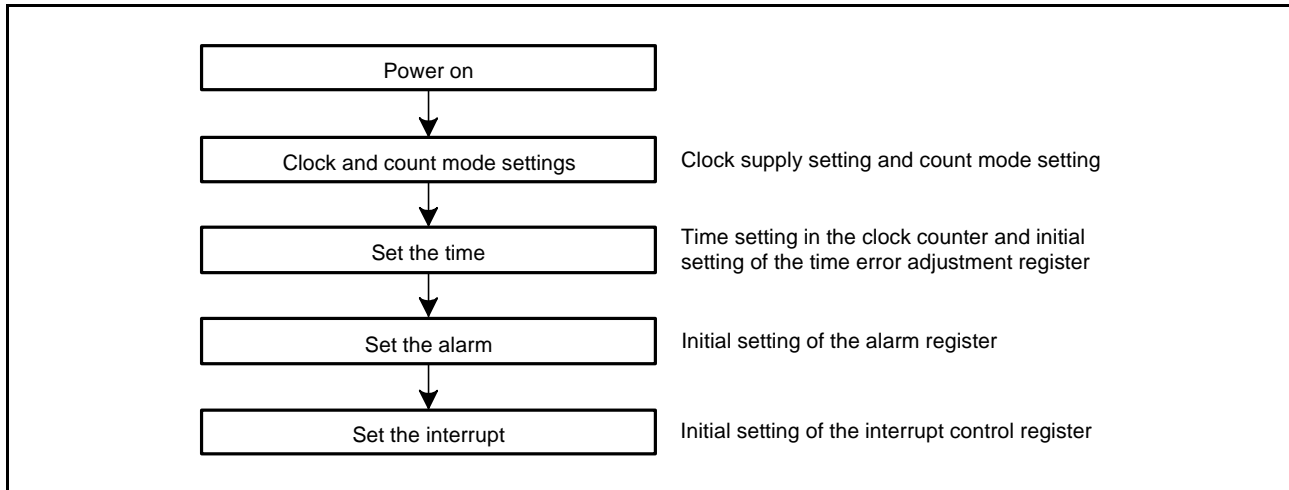 Power on
Clock and count mode settings
Clock supply setting and count mode setting
Set the time
Time setting in the clock counter and initial
setting of the time error adjustment register
Set the alarm
Initial setting of the alarm register
Set the interrupt
Initial setting of the interrupt control register